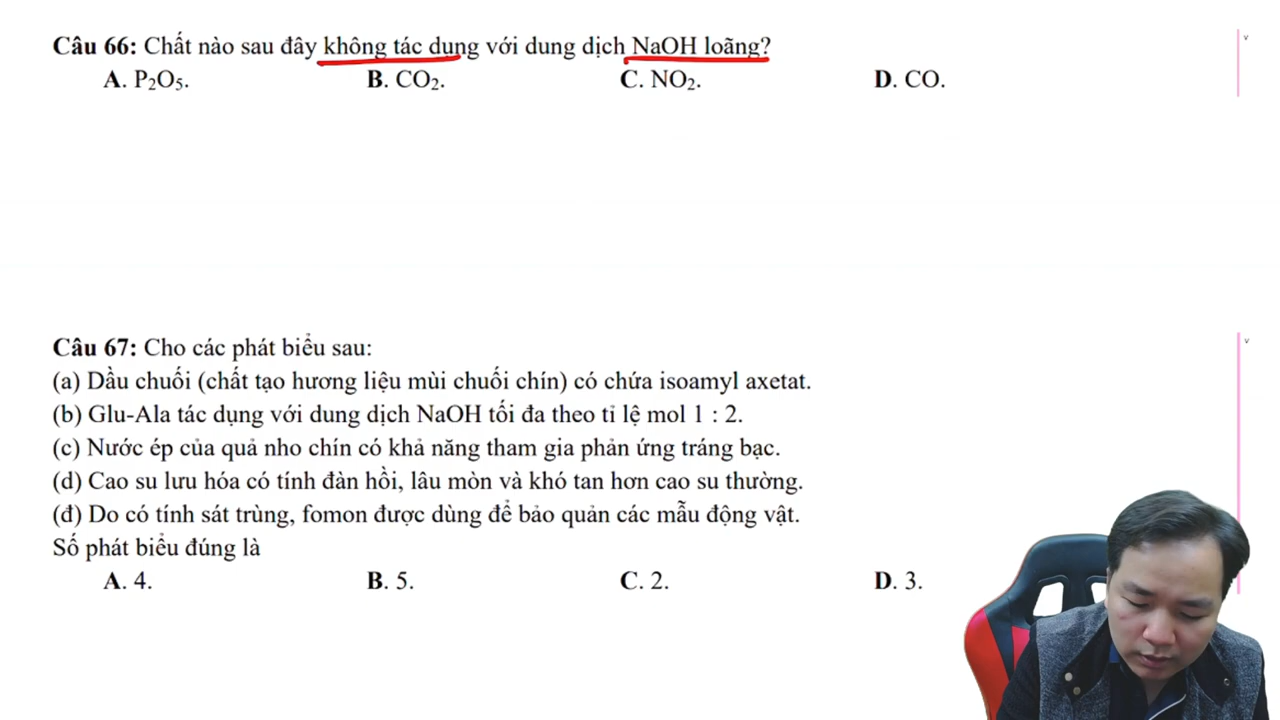 Câu 66: Chất nào sau đây không tác dụng với dung dịch NaOH loãng?
A. P₂O₅. B. CO₂. C. NO₂. D. CO.
Câu 67: Cho các phát biểu sau:
(a) Dầu chuối (chất tạo hương liệu mùi chuối chín) có chứa isoamyl axetat.
(b) Glu-Ala tác dụng với dung dịch NaOH tối đa theo tỉ lệ mol 1 : 2.
(c) Nước ép của quả nho chín có khả năng tham gia phản ứng tráng bạc.
(d) Cao su lưu hóa có tính đàn hồi, lâu mòn và khó tan hơn cao su thường.
(đ) Do có tính sát trùng, fomon được dùng để bảo quản các mẫu động vật.
Số phát biểu đúng là
A. 4. B. 5. C. 2. D. 3.